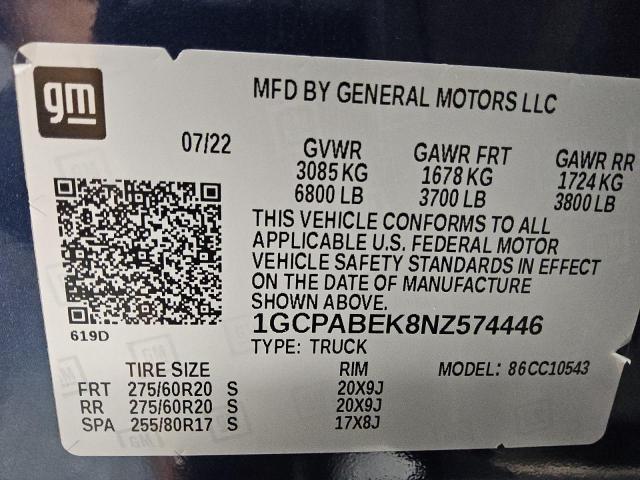 gm
MFD BY GENERAL MOTORS LLC
07/22
GVWR GAWR FRT GAWR RR
3085 KG 1678 KG 1724 KG
6800 LB 3700 LB 3800 LB
THIS VEHICLE CONFORMS TO ALL
APPLICABLE U.S. FEDERAL MOTOR
VEHICLE SAFETY STANDARDS IN EFFECT
ON THE DATE OF MANUFACTURE
SHOWN ABOVE.
619D
1GCPABEK8NZ574446
TYPE: TRUCK MODEL: 86CC10543
TIRE SIZE RIM
FRT 275/60R20 S 20X9J
RR 275/60R20 S 20X9J
SPA 255/80R17 S 17X8J